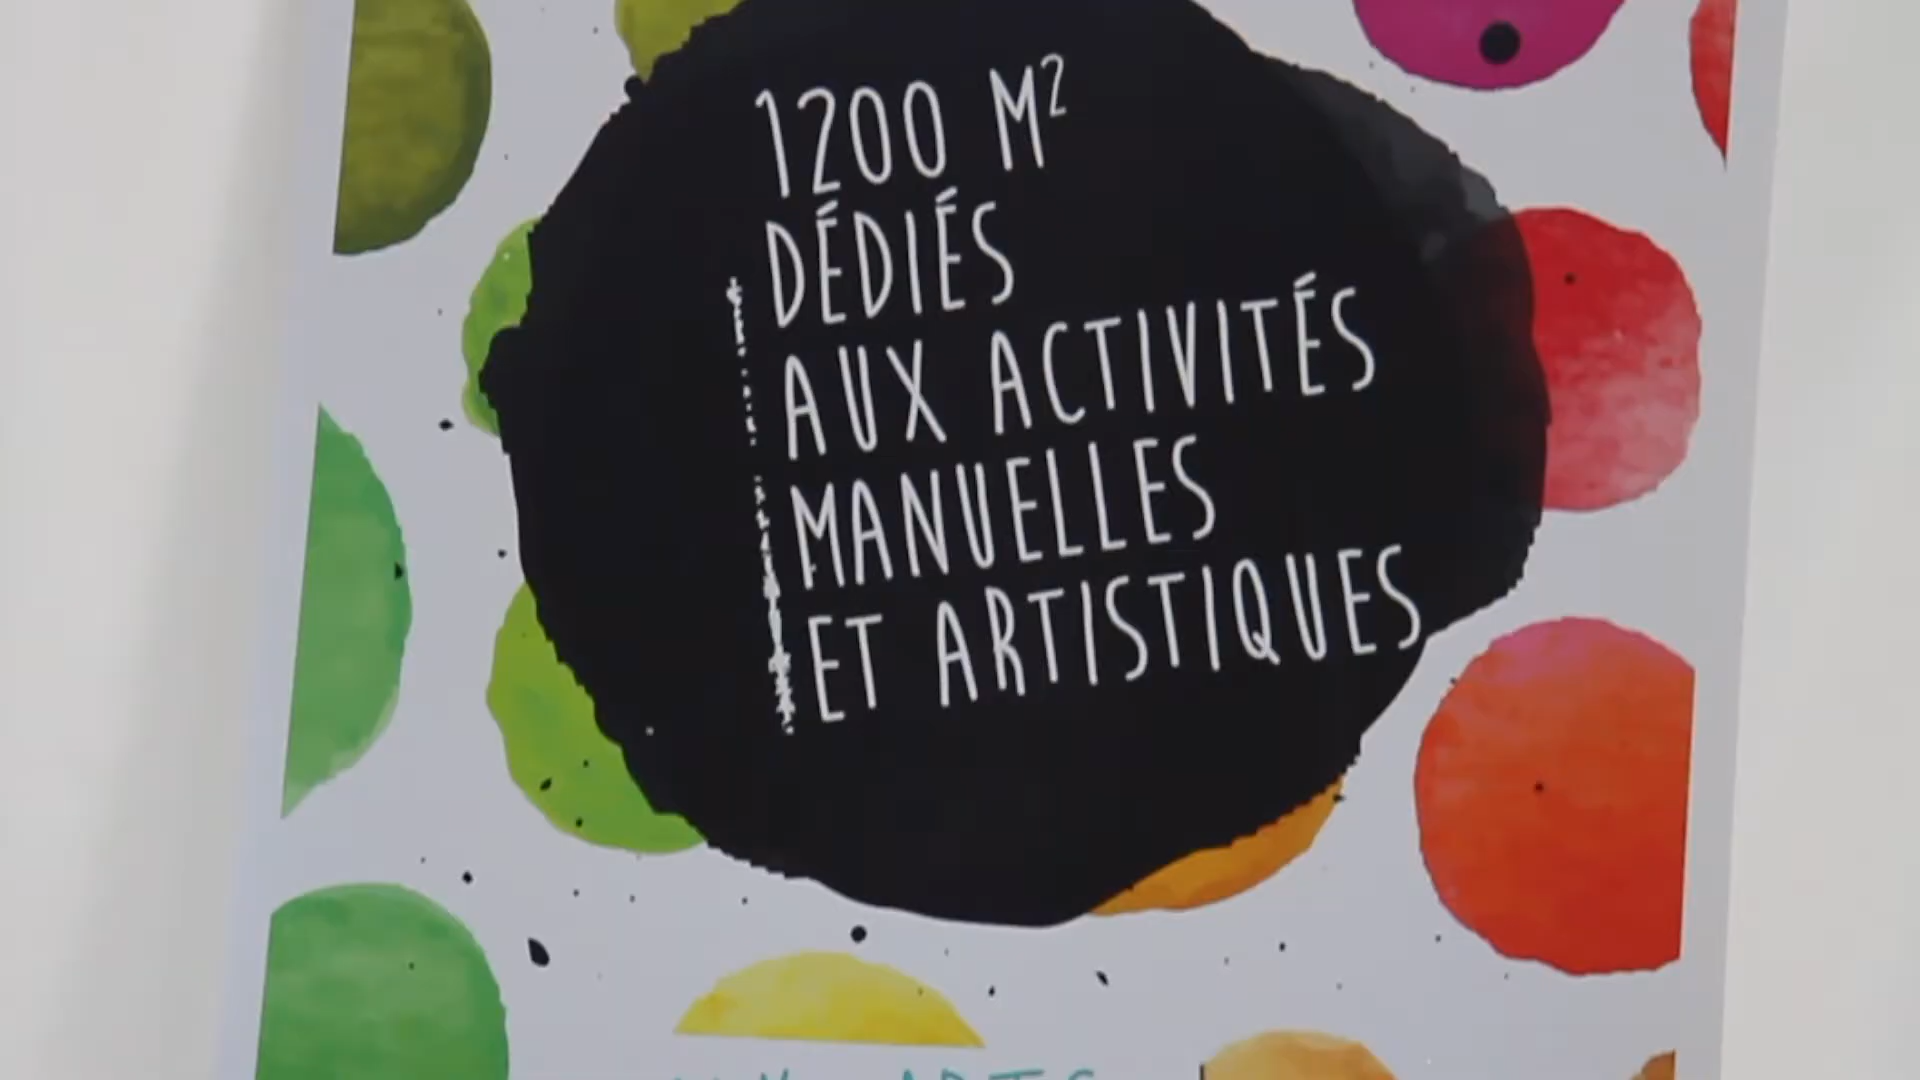 1200 M²
DÉDIÉS
AUX ACTIVITÉS
MANUELLES
ET ARTISTIQUES